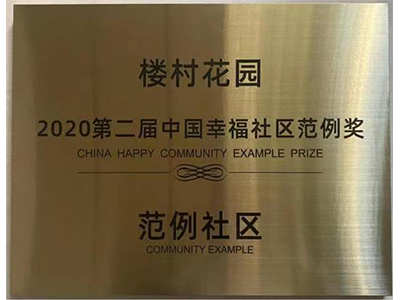 楼村花园
2020第二届中国幸福社区范例奖
CHINA HAPPY COMMUNITY EXAMPLE PRIZE
范例社区
COMMUNITY EXAMPLE